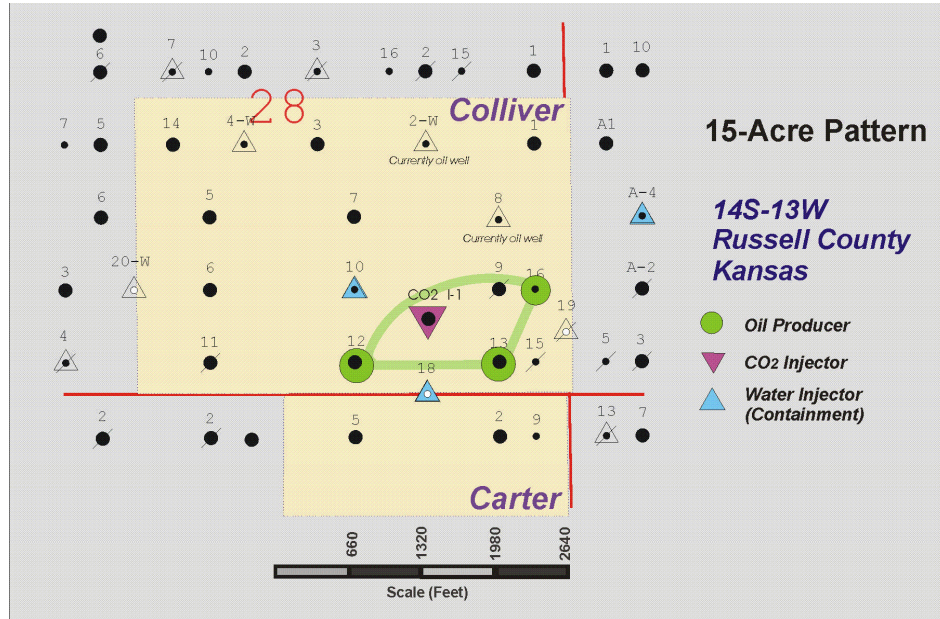 6 7 10 2 3 16 2 15 1 1 10
28
Colliver
7 5 14 4-W 3 2-W 1 A1
Currently oil well
15-Acre Pattern
6 5 7 8 A-4
Currently oil well
14S-13W
Russell County
Kansas
3 20-W 6 10 9 16 A-2
CO2 I-1
19
Oil Producer
4 11 12 13 15 5 3
18
CO2 Injector
Water Injector
(Containment)
2 2 5 2 9 13 7
Carter
660 1320 1980 2640
Scale (Feet)